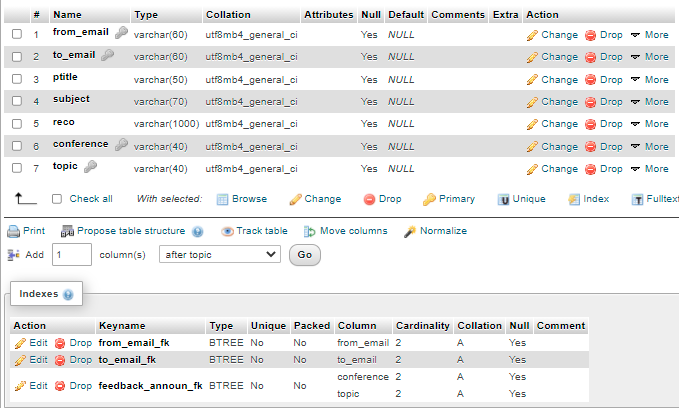 # Name Type Collation Attributes Null Default Comments Extra Action
1 from_email varchar(60) utf8mb4_general_ci Yes NULL Change Drop More
2 to_email varchar(60) utf8mb4_general_ci Yes NULL Change Drop More
3 ptitle varchar(50) utf8mb4_general_ci Yes NULL Change Drop More
4 subject varchar(70) utf8mb4_general_ci Yes NULL Change Drop More
5 reco varchar(1000) utf8mb4_general_ci Yes NULL Change Drop More
6 conference varchar(40) utf8mb4_general_ci Yes NULL Change Drop More
7 topic varchar(40) utf8mb4_general_ci Yes NULL Change Drop More
Check all With selected: Browse Change Drop Primary Unique Index Fulltext
Print Propose table structure Track table Move columns Normalize
Add 1 column(s) after topic Go
Indexes
Action Keyname Type Unique Packed Column Cardinality Collation Null Comment
Edit Drop from_email_fk BTREE No No from_email 2 A Yes
Edit Drop to_email_fk BTREE No No to_email 2 A Yes
Edit Drop feedback_announ_fk BTREE No No conference 2 A Yes
topic 2 A Yes